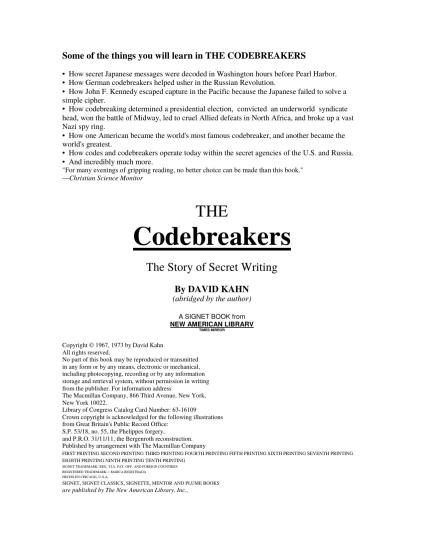 Some of the things you will learn in THE CODEBREAKERS
• How secret Japanese messages were decoded in Washington hours before Pearl Harbor.
• How German codebreakers helped usher in the Russian Revolution.
• How John F. Kennedy escaped capture in the Pacific because the Japanese failed to solve a
simple cipher.
• How codebreaking determined a presidential election, convicted an underworld syndicate
head, won the battle of Midway, led to cruel Allied defeats in North Africa, and broke up a vast
Nazi spy ring.
• How one American became the world's most famous codebreaker, and another became the
world's greatest.
• How codes and codebreakers operate today within the secret agencies of the U.S. and Russia.
• And incredibly much more.
"For many evenings of gripping reading, no better choice can be made than this book."
—Christian Science Monitor
THE
Codebreakers
The Story of Secret Writing
By DAVID KAHN
(abridged by the author)
A SIGNET BOOK from
NEW AMERICAN LIBRARV
TIMES MIRROR
Copyright © 1967, 1973 by David Kahn
All rights reserved.
No part of this book may be reproduced or transmitted
in any form or by any means, electronic or mechanical,
including photocopying, recording or by any information
storage and retrieval system, without permission in writing
from the publisher. For information address
The Macmillan Company, 866 Third Avenue, New York,
New York 10022.
Library of Congress Catalog Card Number: 63-16109
Crown copyright is acknowledged for the following illustrations
from Great Britain's Public Record Office:
S.P. 53/18, no. 55, the Phelippes forgery.
and P.R.O. 31/11/11, the Bergenroth reconstruction.
Published by arrangement with The Macmillan Company
FIRST PRINTING SECOND PRINTING THIRD PRINTING FOURTH PRINTING FIFTH PRINTING SIXTH PRINTING SEVENTH PRINTING
EIGHTH PRINTING NINTH PRINTING TENTH PRINTING
SIGNET TRADEMARK REG. U.S. PAT. OFF. AND FOREIGN COUNTRIES
REGISTERED TRADEMARK
CHICAGO, U.S.A.
SIGNET, SIGNET CLASSICS, SIGNETTE, MENTOR AND PLUME BOOKS
are published by The New American Library, Inc.,